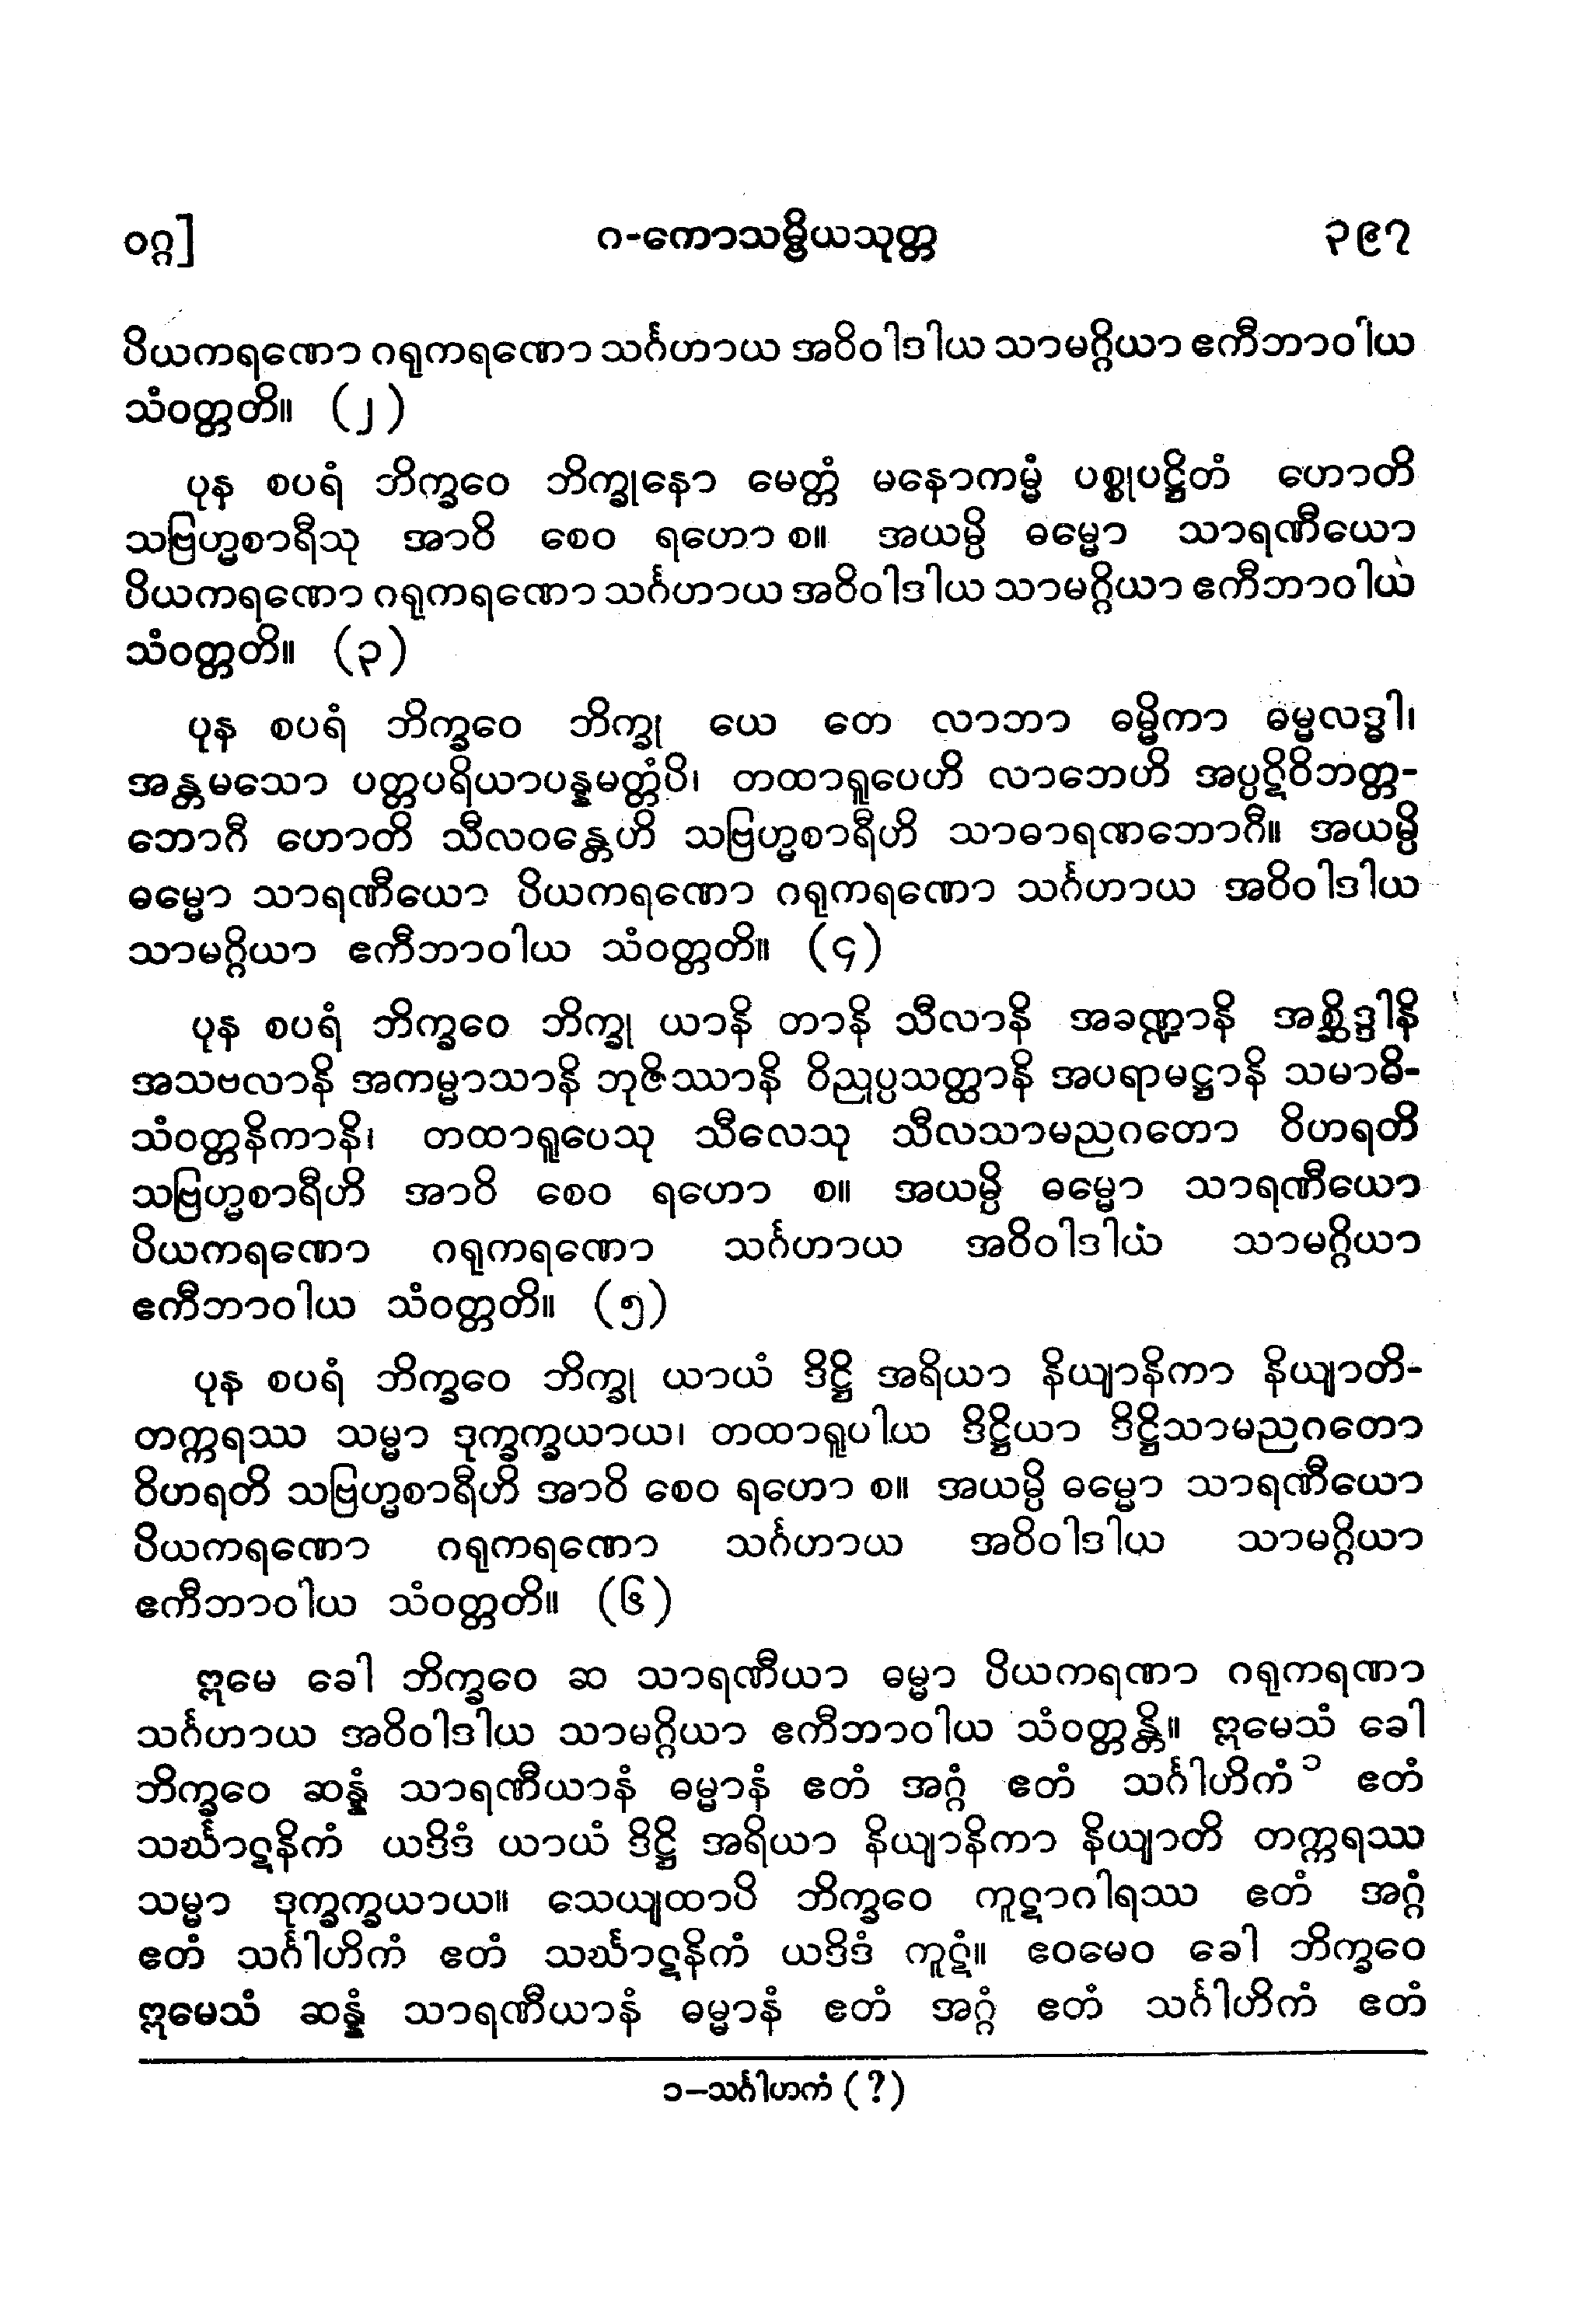 ဝဂ္ဂ] ၈-ကောသမ္ဗိယသုတ္တ ၃၉၇
ပိယကရဏော ဂရုကရဏော သင်္ဂဟာယ အဝိဝါဒါယ သာမဂ္ဂိယာ ဧကီဘာဝါယ
သံဝတ္တတိ။ (၂)
ပုန စပရံ ဘိက္ခဝေ ဘိက္ခုနော မေတ္တံ မနောကမ္မံ ပစ္စုပဋ္ဌိတံ ဟောတိ
သဗြဟ္မစာရီသု အာဝိ စေဝ ရဟော စ။ အယမ္ပိ ဓမ္မော သာရဏီယော
ပိယကရဏော ဂရုကရဏော သင်္ဂဟာယ အဝိဝါဒါယ သာမဂ္ဂိယာ ဧကီဘာဝါယ
သံဝတ္တတိ။ (၃)
ပုန စပရံ ဘိက္ခဝေ ဘိက္ခု ယေ တေ လာဘာ ဓမ္မိကာ ဓမ္မလဒ္ဓါ၊
အန္တမသော ပတ္တပရိယာပန္နမတ္တံပိ၊ တထာရူပေဟိ လာဘေဟိ အပ္ပဋိဝိဘတ္တ-
ဘောဂီ ဟောတိ သီလဝန္တေဟိ သဗြဟ္မစာရီဟိ သာဓာရဏဘောဂီ။ အယမ္ပိ
ဓမ္မော သာရဏီယော ပိယကရဏော ဂရုကရဏော သင်္ဂဟာယ အဝိဝါဒါယ
သာမဂ္ဂိယာ ဧကီဘာဝါယ သံဝတ္တတိ။ (၄)
ပုန စပရံ ဘိက္ခဝေ ဘိက္ခု ယာနိ တာနိ သီလာနိ အခဏ္ဍာနိ အစ္ဆိဒ္ဒါနိ
အသဗလာနိ အကမ္မာသာနိ ဘုဇိဿာနိ ဝိညုပ္ပသတ္ထာနိ အပရာမဋ္ဌာနိ သမာဓိ-
သံဝတ္တနိကာနိ၊ တထာရူပေသု သီလေသု သီလသာမညဂတော ဝိဟရတိ
သဗြဟ္မစာရီဟိ အာဝိ စေဝ ရဟော စ။ အယမ္ပိ ဓမ္မော သာရဏီယော
ပိယကရဏော ဂရုကရဏော သင်္ဂဟာယ အဝိဝါဒါယ သာမဂ္ဂိယာ
ဧကီဘာဝါယ သံဝတ္တတိ။ (၅)
ပုန စပရံ ဘိက္ခဝေ ဘိက္ခု ယာယံ ဒိဋ္ဌိ အရိယာ နိယျာနိကာ နိယျာတိ-
တက္ကရဿ သမ္မာ ဒုက္ခက္ခယာယ၊ တထာရူပါယ ဒိဋ္ဌိယာ ဒိဋ္ဌိသာမညဂတော
ဝိဟရတိ သဗြဟ္မစာရီဟိ အာဝိ စေဝ ရဟော စ။ အယမ္ပိ ဓမ္မော သာရဏီယော
ပိယကရဏော ဂရုကရဏော သင်္ဂဟာယ အဝိဝါဒါယ သာမဂ္ဂိယာ
ဧကီဘာဝါယ သံဝတ္တတိ။ (၆)
ဣမေ ခေါ ဘိက္ခဝေ ဆ သာရဏီယာ ဓမ္မာ ပိယကရဏာ ဂရုကရဏာ
သင်္ဂဟာယ အဝိဝါဒါယ သာမဂ္ဂိယာ ဧကီဘာဝါယ သံဝတ္တန္တိ။ ဣမေသံ ခေါ
ဘိက္ခဝေ ဆန္နံ သာရဏီယာနံ ဓမ္မာနံ ဧတံ အဂ္ဂံ ဧတံ သင်္ဂါဟိကံ ၁ ဧတံ
သင်္ဃာဋနိကံ ယဒိဒံ ယာယံ ဒိဋ္ဌိ အရိယာ နိယျာနိကာ နိယျာတိ တက္ကရဿ
သမ္မာ ဒုက္ခက္ခယာယ။ သေယျထာပိ ဘိက္ခဝေ ကူဋာဂါရဿ ဧတံ အဂ္ဂံ
ဧတံ သင်္ဂါဟိကံ ဧတံ သင်္ဃာဋနိကံ ယဒိဒံ ကူဋံ။ ဧဝမေဝ ခေါ ဘိက္ခဝေ
ဣမေသံ ဆန္နံ သာရဏီယာနံ ဓမ္မာနံ ဧတံ အဂ္ဂံ ဧတံ သင်္ဂါဟိကံ ဧတံ
၁–သင်္ဂါဟကံ (?)